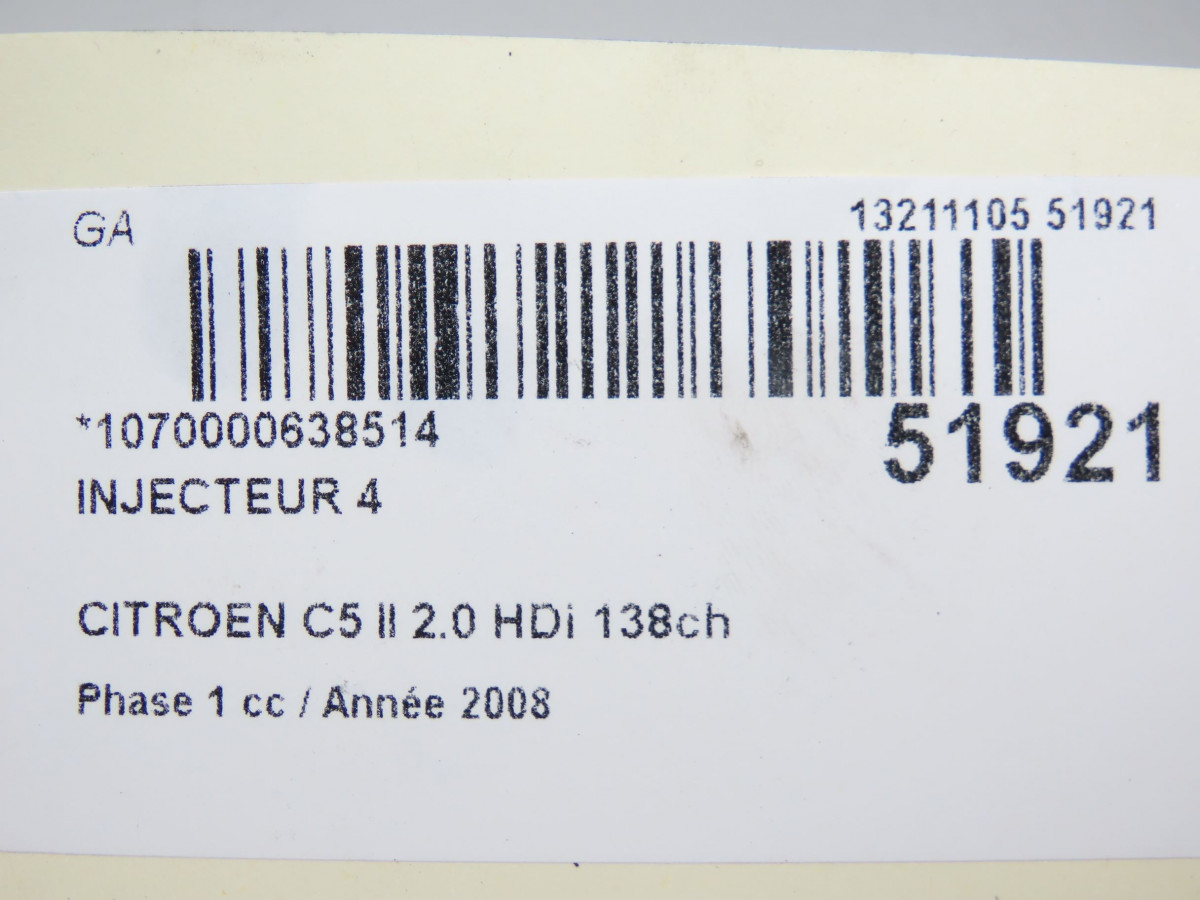 GA
13211105 51921
*1070000638514
51921
INJECTEUR 4
CITROEN C5 II 2.0 HDi 138ch
Phase 1 cc / Année 2008